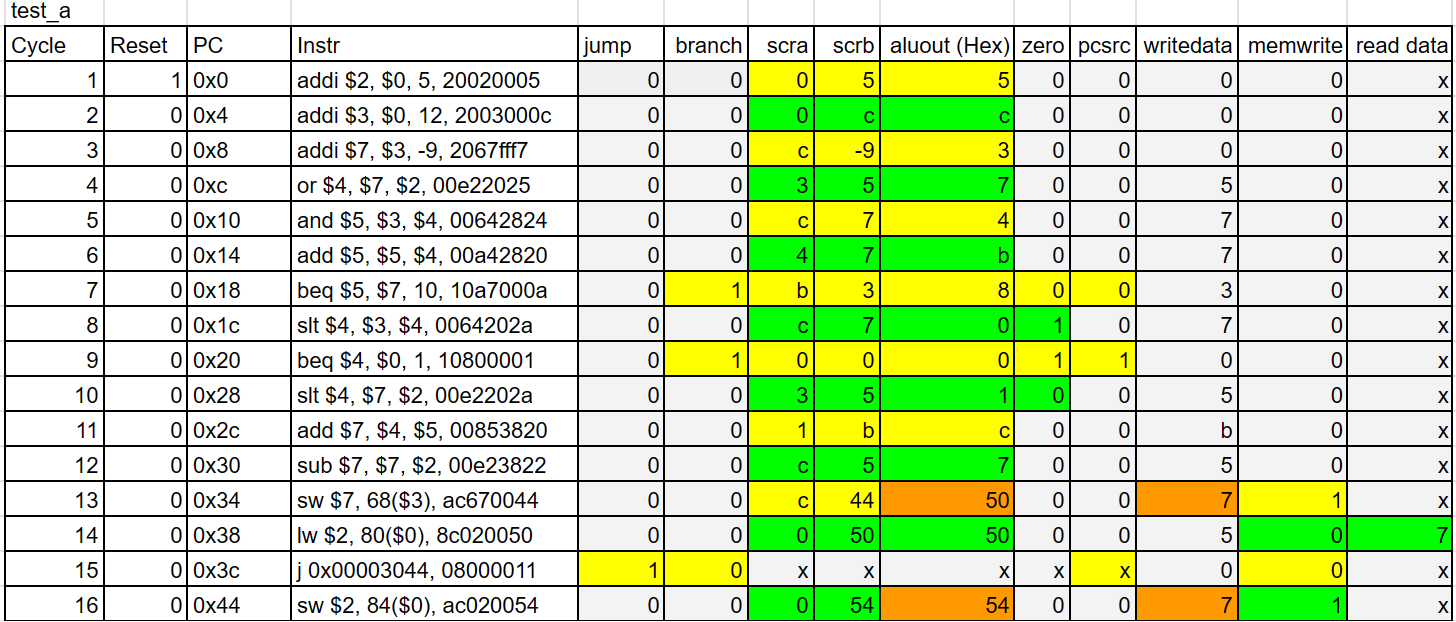 test_a
Cycle Reset PC Instr jump branch scra scrb aluout (Hex) zero pcsrc writedata memwrite read data
1 1 0x0 addi $2, $0, 5, 20020005 0 0 0 5 5 0 0 0 0 x
2 0 0x4 addi $3, $0, 12, 2003000c 0 0 0 c c 0 0 0 0 x
3 0 0x8 addi $7, $3, -9, 2067fff7 0 0 c -9 3 0 0 0 0 x
4 0 0xc or $4, $7, $2, 00e22025 0 0 3 5 7 0 0 5 0 x
5 0 0x10 and $5, $3, $4, 00642824 0 0 c 7 4 0 0 7 0 x
6 0 0x14 add $5, $5, $4, 00a42820 0 0 4 7 b 0 0 7 0 x
7 0 0x18 beq $5, $7, 10, 10a7000a 0 1 b 3 8 0 0 3 0 x
8 0 0x1c slt $4, $3, $4, 0064202a 0 0 c 7 0 1 0 7 0 x
9 0 0x20 beq $4, $0, 1, 10800001 0 1 0 0 0 1 1 0 0 x
10 0 0x28 slt $4, $7, $2, 00e2202a 0 0 3 5 1 0 0 5 0 x
11 0 0x2c add $7, $4, $5, 00853820 0 0 1 b c 0 0 b 0 x
12 0 0x30 sub $7, $7, $2, 00e23822 0 0 c 5 7 0 0 5 0 x
13 0 0x34 sw $7, 68($3), ac670044 0 0 c 44 50 0 0 7 1 x
14 0 0x38 lw $2, 80($0), 8c020050 0 0 0 50 50 0 0 5 0 7
15 0 0x3c j 0x00003044, 08000011 1 0 x x x x x 0 0 x
16 0 0x44 sw $2, 84($0), ac020054 0 0 0 54 54 0 0 7 1 x